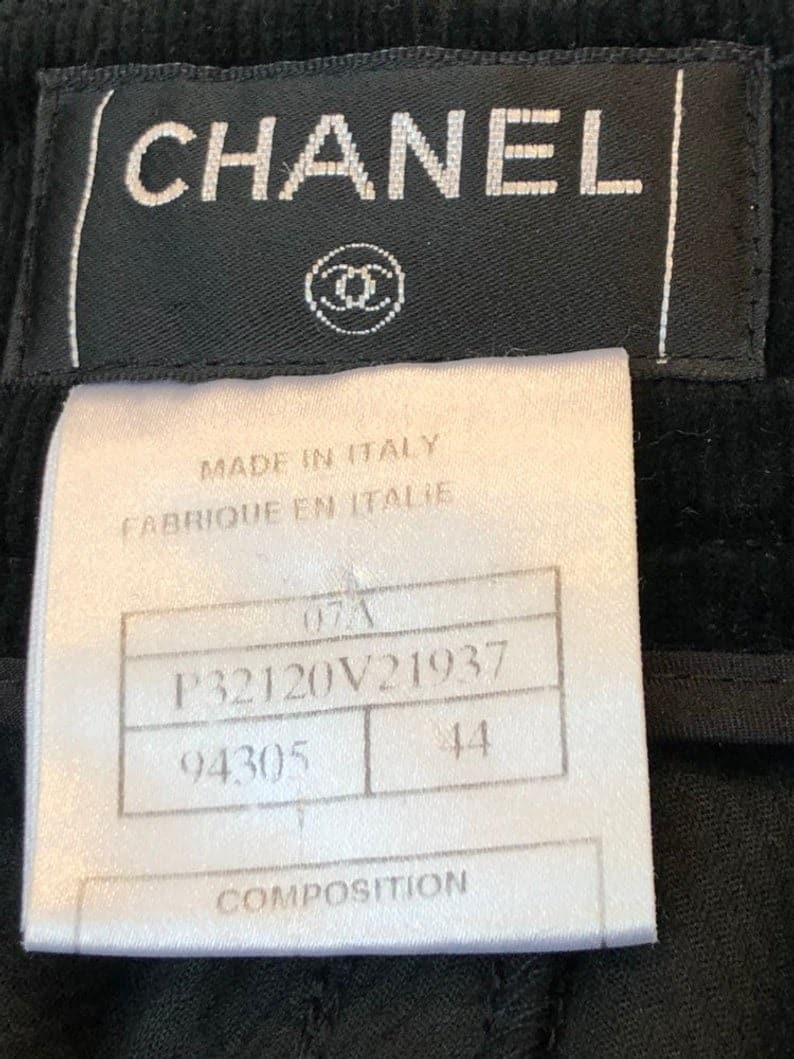 CHANEL
MADE IN ITALY
FABRIQUE EN ITALIE
07A
P32120V21937
94305 44
COMPOSITION